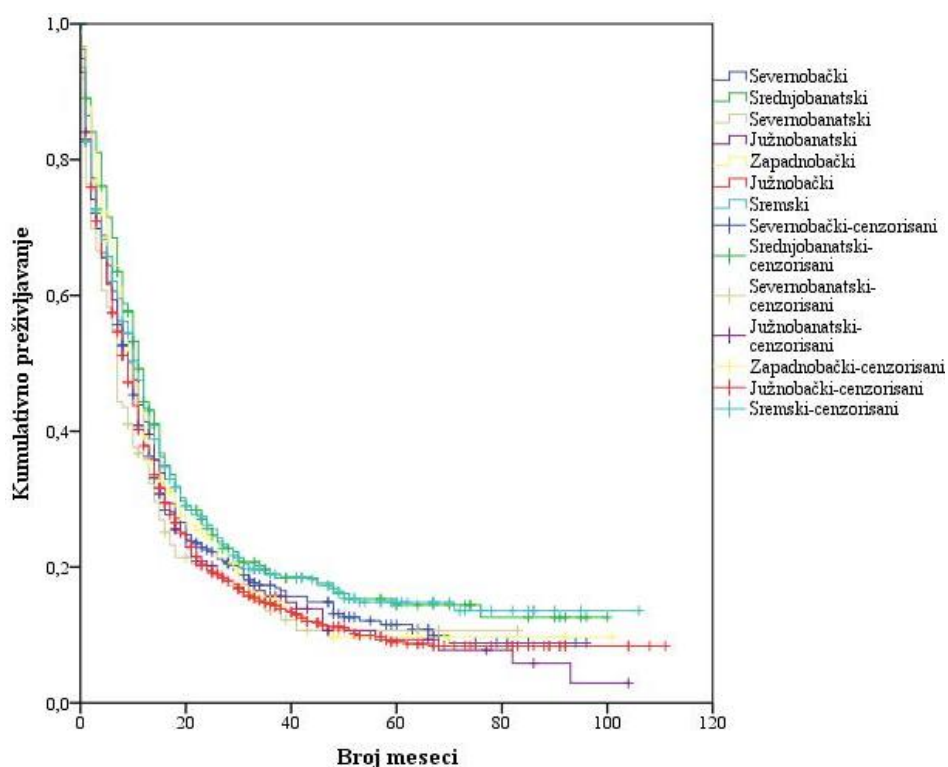 1,0
0,8
0,6
0,4
0,2
0,0
Kumulativno preživljavanje
0
20
40
60
80
100
120
Broj meseci
Severnobački
Srednjobanatski
Severnobanatski
Južnobanatski
Zapadnobački
Južnobački
Sremski
Severnobački-cenzorisani
Srednjobanatski-
cenzorisani
Severnobanatski-
cenzorisani
Južnobanatski-
cenzorisani
Zapadnobački-cenzorisani
Južnobački-cenzorisani
Sremski-cenzorisani